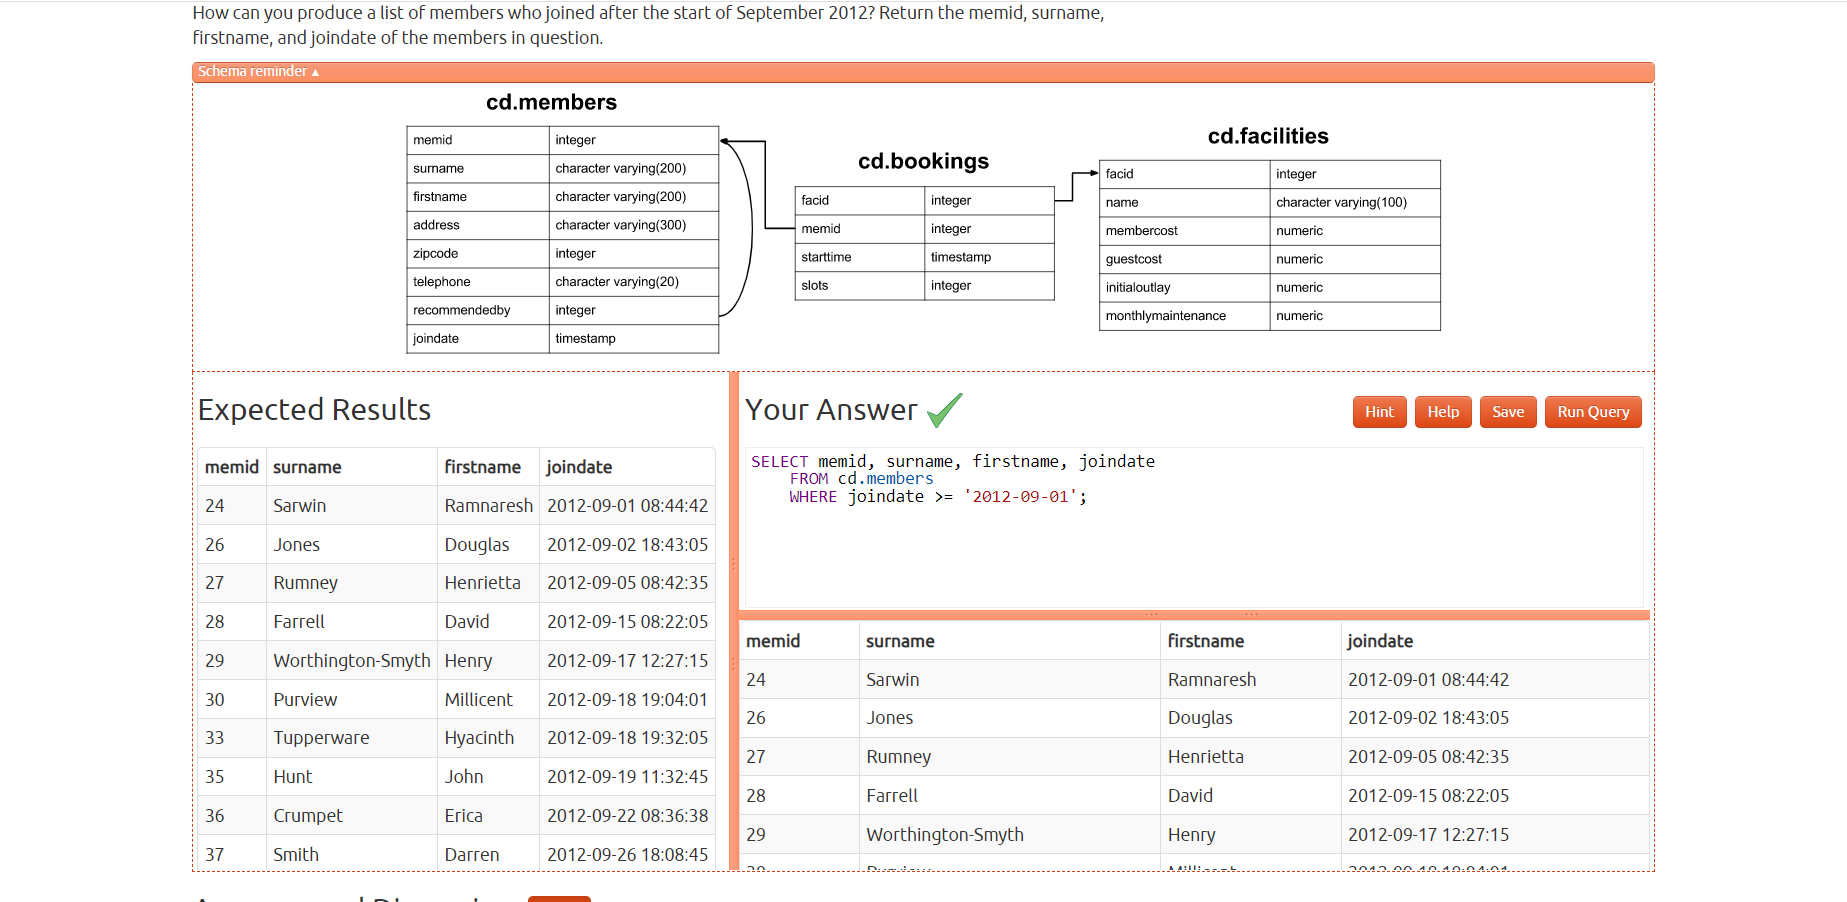 How can you produce a list of members who joined after the start of September 2012? Return the memid, surname,
firstname, and joindate of the members in question.
Schema reminder ▲
cd.members
memid integer
surname character varying(200)
firstname character varying(200)
address character varying(300)
zipcode integer
telephone character varying(20)
recommendedby integer
joindate timestamp
cd.bookings
facid integer
memid integer
starttime timestamp
slots integer
cd.facilities
facid integer
name character varying(100)
membercost numeric
guestcost numeric
initialoutlay numeric
monthlymaintenance numeric
Expected Results
memid surname firstname joindate
24 Sarwin Ramnaresh 2012-09-01 08:44:42
26 Jones Douglas 2012-09-02 18:43:05
27 Rumney Henrietta 2012-09-05 08:42:35
28 Farrell David 2012-09-15 08:22:05
29 Worthington-Smyth Henry 2012-09-17 12:27:15
30 Purview Millicent 2012-09-18 19:04:01
33 Tupperware Hyacinth 2012-09-18 19:32:05
35 Hunt John 2012-09-19 11:32:45
36 Crumpet Erica 2012-09-22 08:36:38
37 Smith Darren 2012-09-26 18:08:45
Your Answer
Hint Help Save Run Query
SELECT memid, surname, firstname, joindate
FROM cd.members
WHERE joindate >= '2012-09-01';
memid surname firstname joindate
24 Sarwin Ramnaresh 2012-09-01 08:44:42
26 Jones Douglas 2012-09-02 18:43:05
27 Rumney Henrietta 2012-09-05 08:42:35
28 Farrell David 2012-09-15 08:22:05
29 Worthington-Smyth Henry 2012-09-17 12:27:15